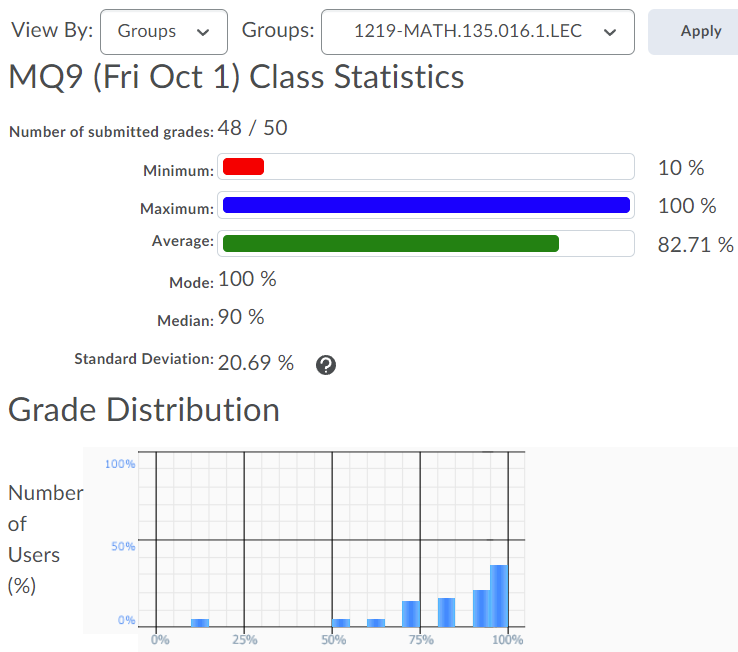 View By: Groups Groups: 1219-MATH.135.016.1.LEC Apply
MQ9 (Fri Oct 1) Class Statistics
Number of submitted grades: 48 / 50
Minimum: 10 %
Maximum: 100 %
Average: 82.71 %
Mode: 100 %
Median: 90 %
Standard Deviation: 20.69 % ?
Grade Distribution
Number
of
Users
(%)
100%
50%
0%
0% 25% 50% 75% 100%